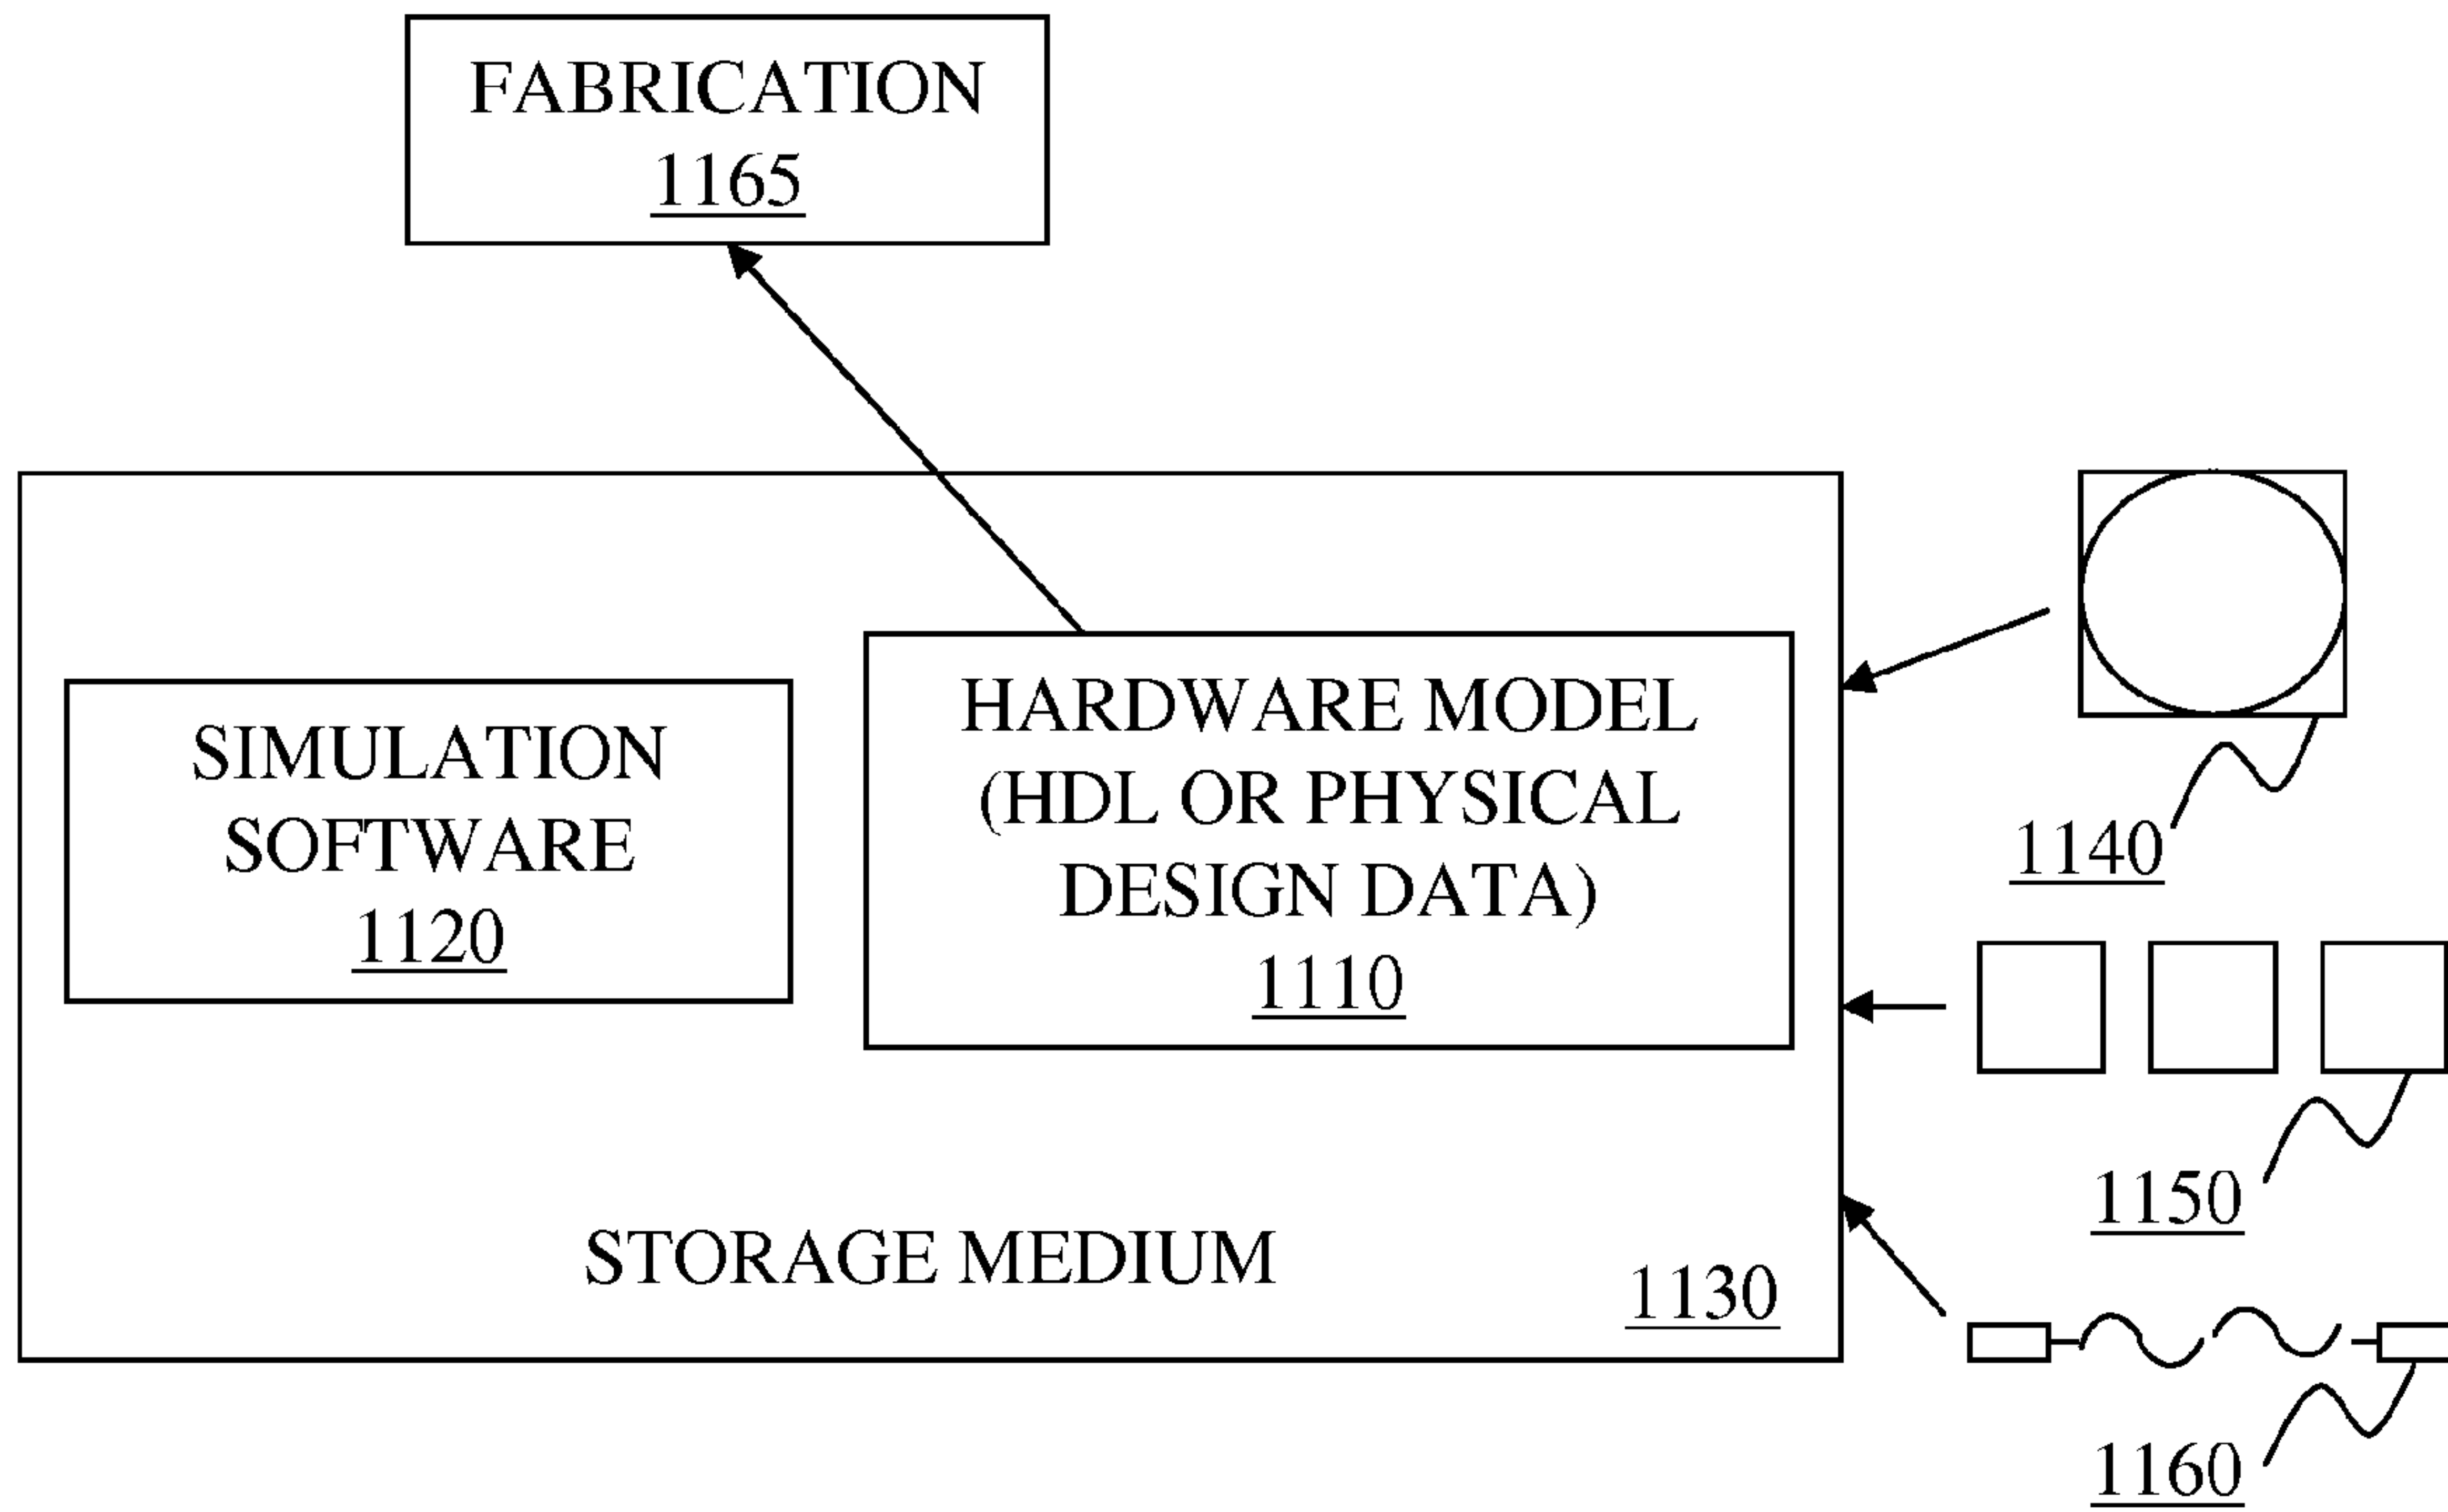 FABRICATION
1165
SIMULATION
SOFTWARE
1120
HARDWARE MODEL
(HDL OR PHYSICAL
DESIGN DATA)
1110
STORAGE MEDIUM
1130
1140
1150
1160